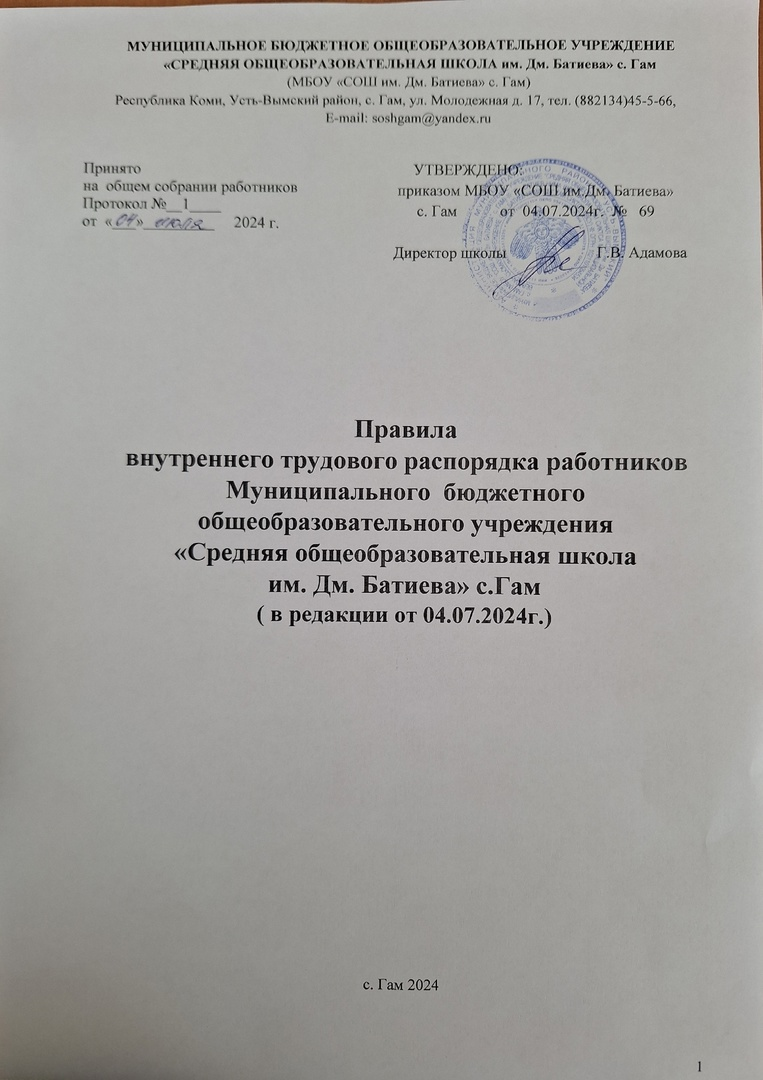 МУНИЦИПАЛЬНОЕ БЮДЖЕТНОЕ ОБЩЕОБРАЗОВАТЕЛЬНОЕ УЧРЕЖДЕНИЕ
«СРЕДНЯЯ ОБЩЕОБРАЗОВАТЕЛЬНАЯ ШКОЛА им. Дм. Батиева» с. Гам
(МБОУ «СОШ им. Дм. Батиева» с. Гам)
Республика Коми, Усть-Вымский район, с. Гам, ул. Молодежная д. 17, тел. (882134)45-5-66,
E-mail: soshgam@yandex.ru
Принято
на общем собрании работников
Протокол №__1____
от «04» июля 2024 г.
УТВЕРЖДЕНО:
приказом МБОУ «СОШ им.Дм. Батиева»
с. Гам от 04.07.2024г. № 69
Директор школы Г.В. Адамова
Правила
внутреннего трудового распорядка работников
Муниципального бюджетного
общеобразовательного учреждения
«Средняя общеобразовательная школа
им. Дм. Батиева» с.Гам
( в редакции от 04.07.2024г.)
с. Гам 2024
1